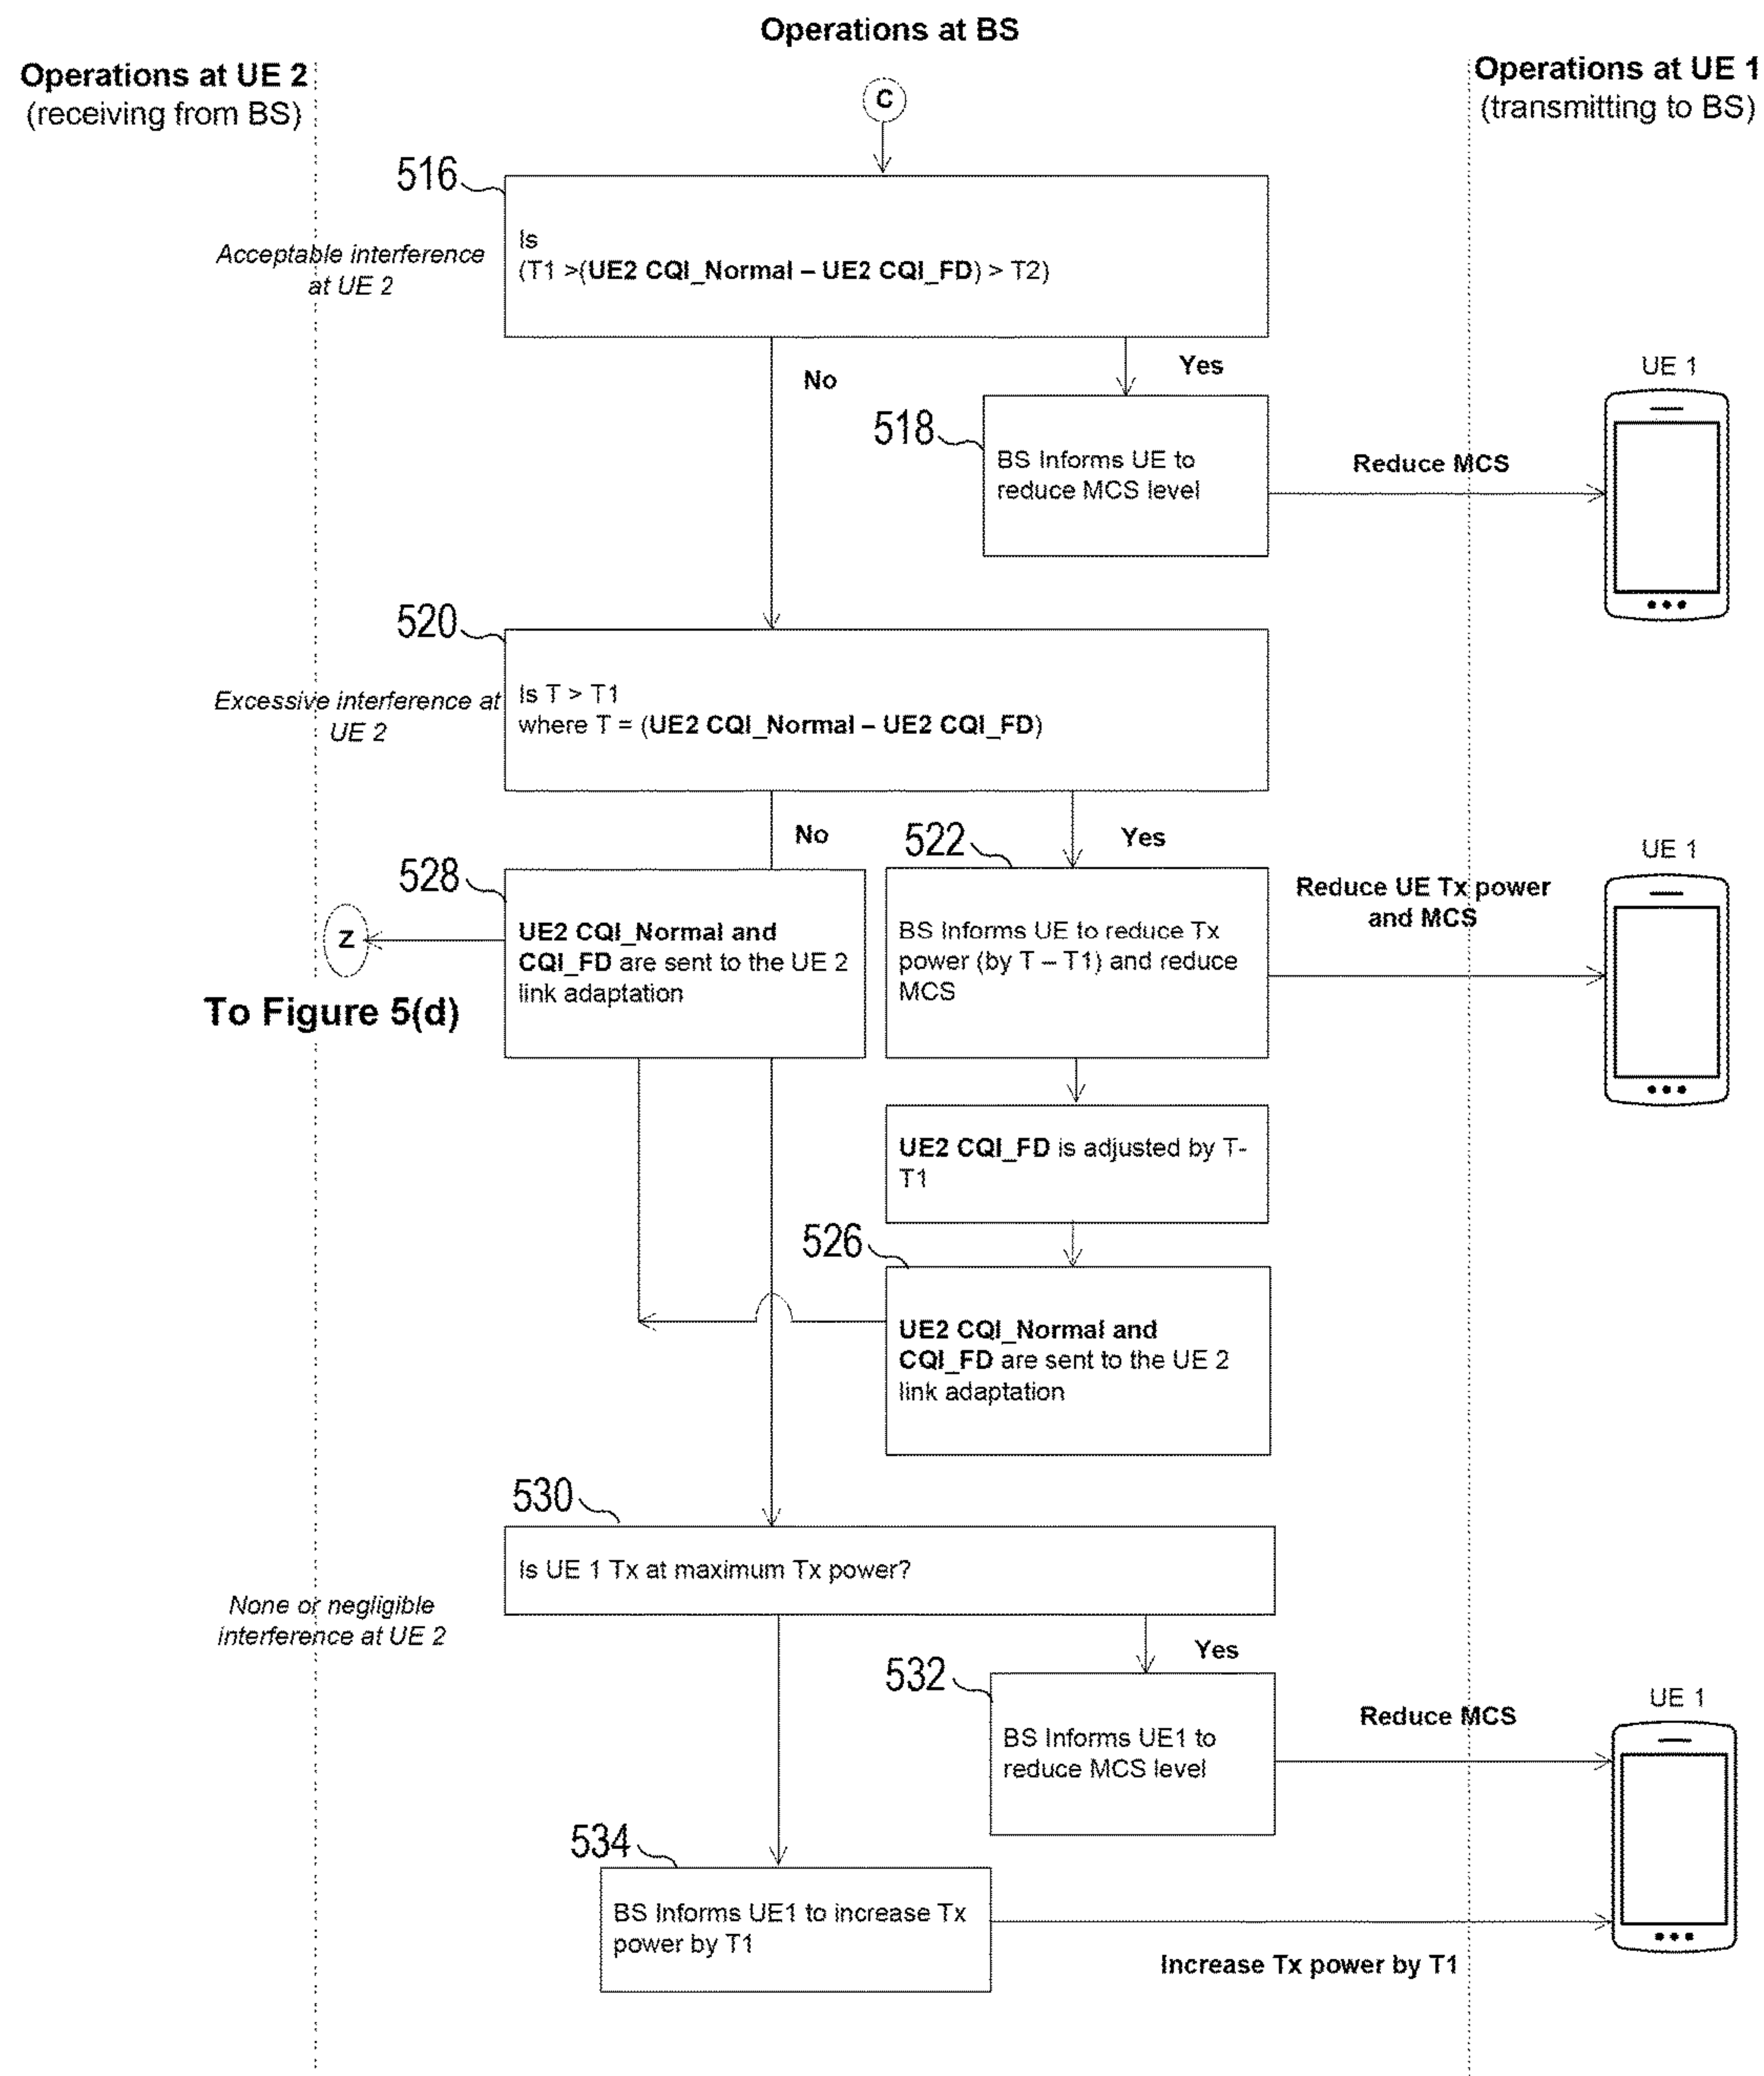 Operations at BS
Operations at UE 2
(receiving from BS)
Operations at UE 1
(transmitting to BS)
C
516
Acceptable interference
at UE 2
Is
(T1 >(UE2 CQI_Normal – UE2 CQI_FD) > T2)
No
Yes
UE 1
518
BS Informs UE to
reduce MCS level
Reduce MCS
520
Excessive interference at
UE 2
Is T > T1
where T = (UE2 CQI_Normal – UE2 CQI_FD)
No
Yes
UE 1
528
522
Reduce UE Tx power
and MCS
Z
UE2 CQI_Normal and
CQI_FD are sent to the UE 2
link adaptation
BS Informs UE to reduce Tx
power (by T – T1) and reduce
MCS
To Figure 5(d)
UE2 CQI_FD is adjusted by T-
T1
526
UE2 CQI_Normal and
CQI_FD are sent to the UE 2
link adaptation
530
Is UE 1 Tx at maximum Tx power?
None or negligible
interference at UE 2
Yes
532
BS Informs UE1 to
reduce MCS level
Reduce MCS
UE 1
534
BS Informs UE1 to increase Tx
power by T1
Increase Tx power by T1